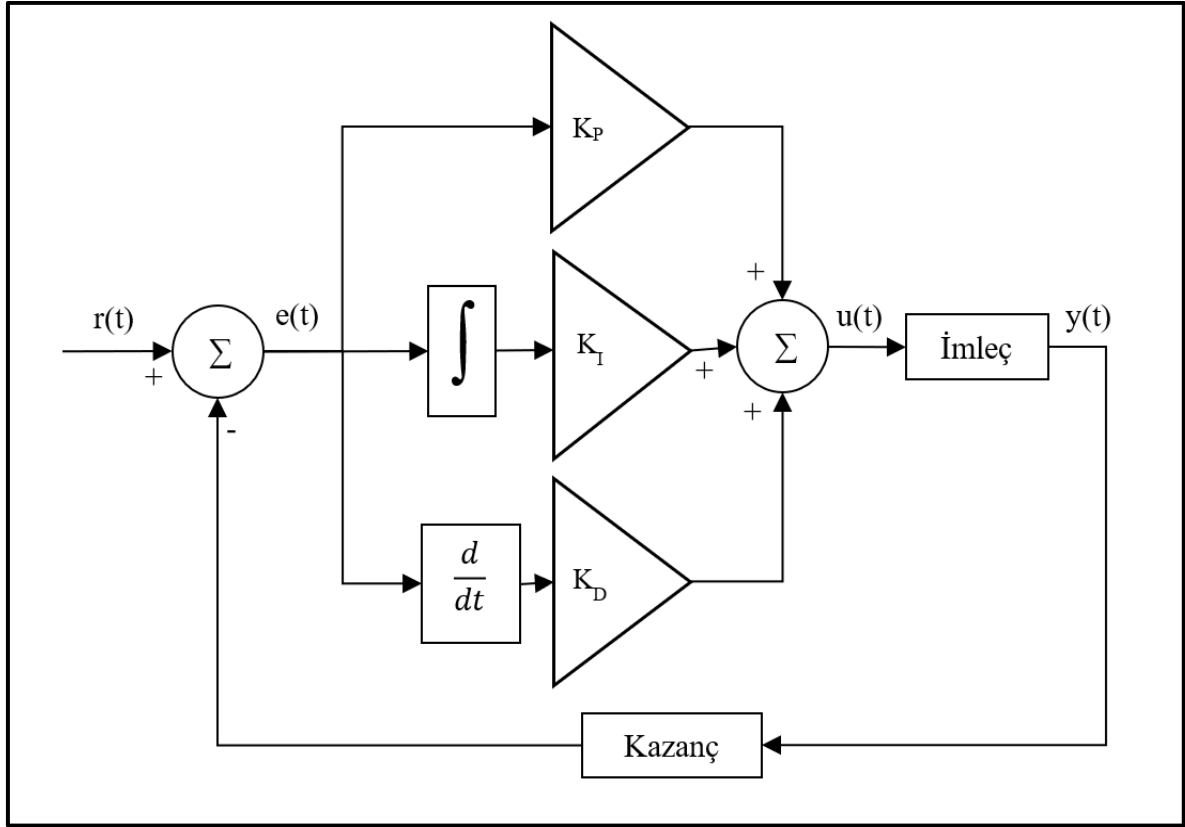 K_P
+
r(t)
e(t)
u(t)
y(t)
Σ
∫
K_I
Σ
İmleç
+
+
+
-
d
dt
K_D
Kazanç